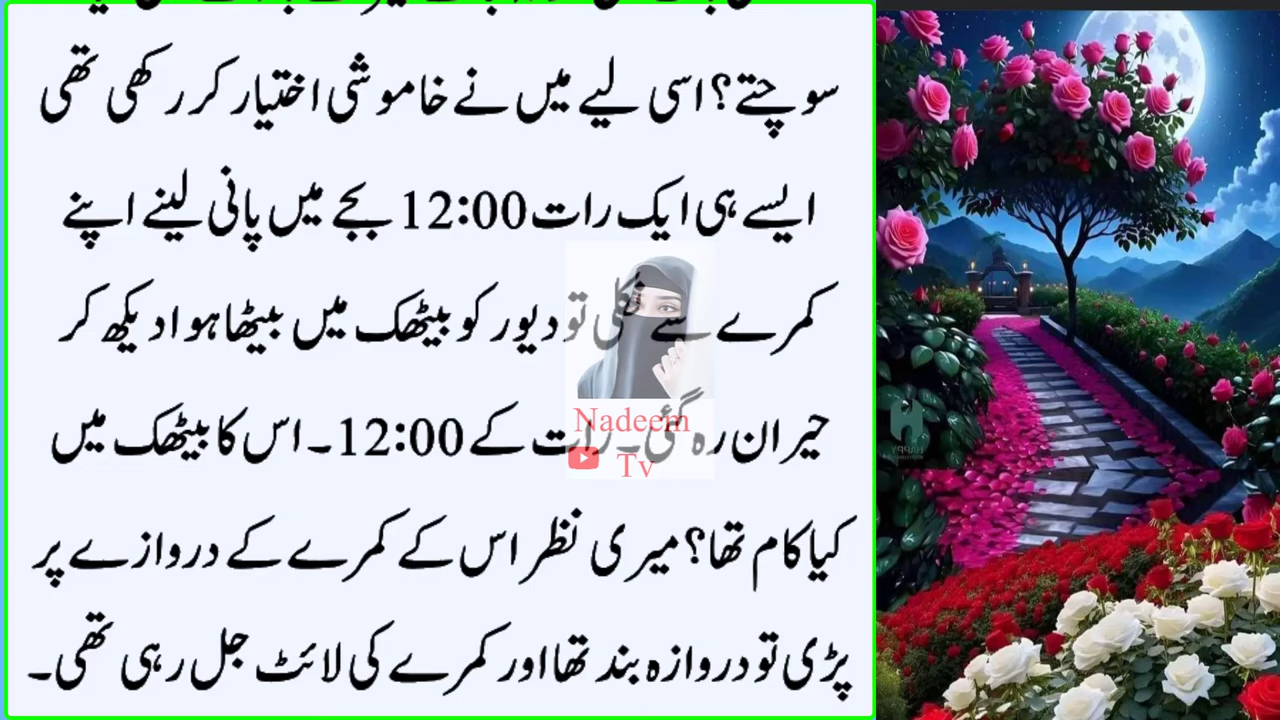 سوچتے؟ اسی لیے میں نے خاموشی اختیار کر رکھی تھی
ایسے ہی ایک رات 12:00 بجے میں پانی لینے اپنے
کمرے سے نکلی تو دیور کو بیٹھک میں بیٹھا ہوا دیکھ کر
حیران رہ گئی۔ رات کے 12:00۔ اس کا بیٹھک میں
کیا کام تھا؟ میری نظر اس کے کمرے کے دروازے پر
پڑی تو دروازہ بند تھا اور کمرے کی لائٹ جل رہی تھی۔
Nadeem
Tv
HAPPY